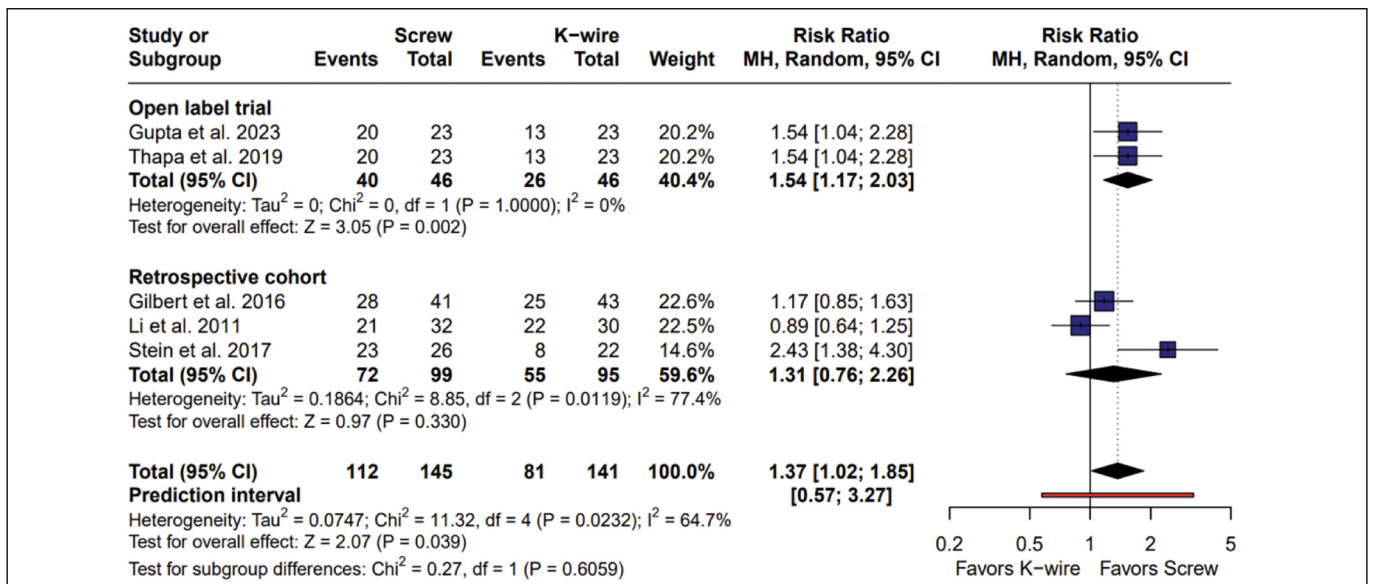 Study or Screw K−wire Risk Ratio Risk Ratio
Subgroup Events Total Events Total Weight MH, Random, 95% CI MH, Random, 95% CI
Open label trial
Gupta et al. 2023 20 23 13 23 20.2% 1.54 [1.04; 2.28]
Thapa et al. 2019 20 23 13 23 20.2% 1.54 [1.04; 2.28]
Total (95% CI) 40 46 26 46 40.4% 1.54 [1.17; 2.03]
Heterogeneity: Tau² = 0; Chi² = 0, df = 1 (P = 1.0000); I² = 0%
Test for overall effect: Z = 3.05 (P = 0.002)
Retrospective cohort
Gilbert et al. 2016 28 41 25 43 22.6% 1.17 [0.85; 1.63]
Li et al. 2011 21 32 22 30 22.5% 0.89 [0.64; 1.25]
Stein et al. 2017 23 26 8 22 14.6% 2.43 [1.38; 4.30]
Total (95% CI) 72 99 55 95 59.6% 1.31 [0.76; 2.26]
Heterogeneity: Tau² = 0.1864; Chi² = 8.85, df = 2 (P = 0.0119); I² = 77.4%
Test for overall effect: Z = 0.97 (P = 0.330)
Total (95% CI) 112 145 81 141 100.0% 1.37 [1.02; 1.85]
Prediction interval [0.57; 3.27]
Heterogeneity: Tau² = 0.0747; Chi² = 11.32, df = 4 (P = 0.0232); I² = 64.7%
Test for overall effect: Z = 2.07 (P = 0.039)
0.2 0.5 1 2 5
Test for subgroup differences: Chi² = 0.27, df = 1 (P = 0.6059)
Favors K−wire Favors Screw